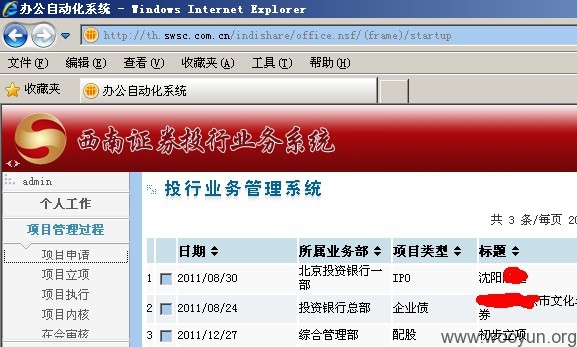 办公自动化系统 - Windows Internet Explorer
http://th.swsc.com.cn/indishare/office.nsf/(frame)/startup
文件(F) 编辑(E) 查看(V) 收藏夹(A) 工具(T) 帮助(H)
收藏夹 办公自动化系统
西南证券投行业务系统
admin
个人工作
项目管理过程
项目申请
项目立项
项目执行
项目内核
在会审核
投行业务管理系统
共 3 条/每页 20
日期 所属业务部 项目类型 标题
1 2011/08/30 北京投资银行一部 IPO 沈阳
2 2011/08/24 投资银行总部 企业债 市文化
券
3 2011/12/27 综合管理部 配股 初步立项
www.wooyun.org